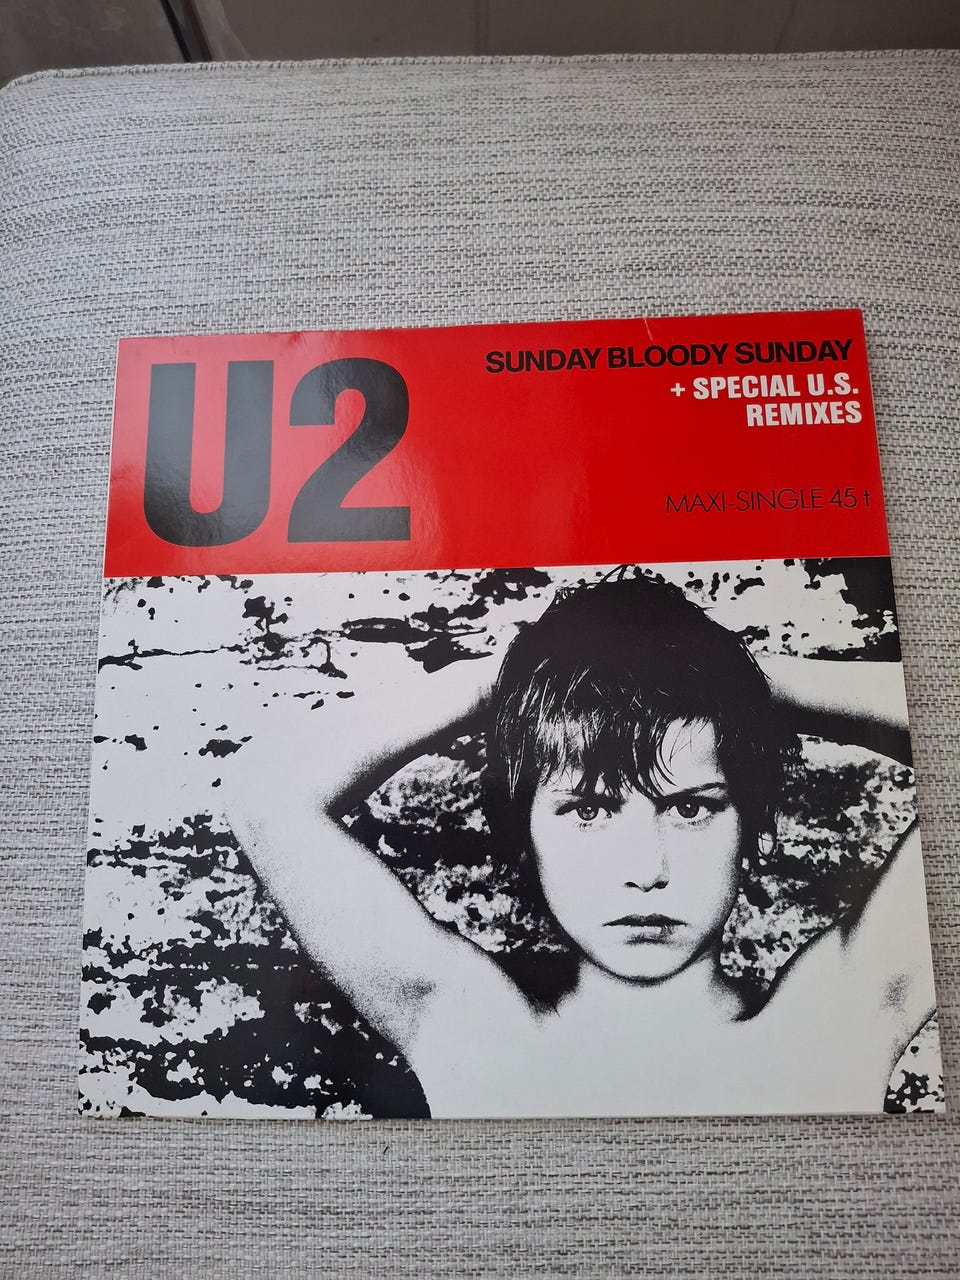 U2
SUNDAY BLOODY SUNDAY
+ SPECIAL U.S.
REMIXES
MAXI-SINGLE 45 t